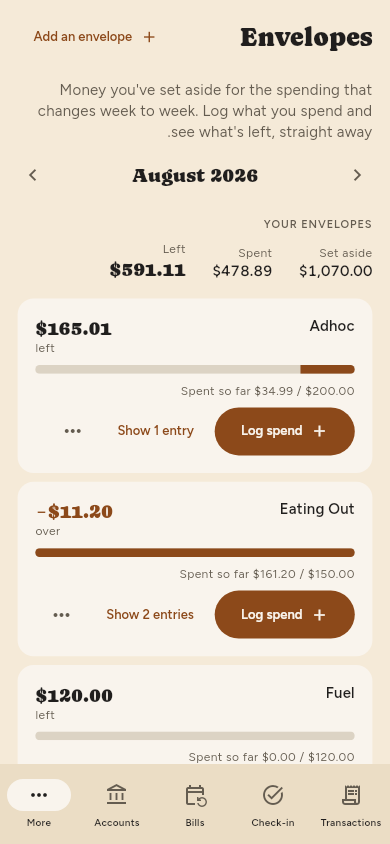 Envelopes
Add an envelope
Money you've set aside for the spending that
changes week to week. Log what you spend and
.see what's left, straight away
August 2026
YOUR ENVELOPES
Set aside
$1,070.00
Spent
$478.89
Left
$591.11
Adhoc
$165.01
left
Spent so far $34.99 / $200.00
Log spend
Show 1 entry
Eating Out
−$11.20
over
Spent so far $161.20 / $150.00
Log spend
Show 2 entries
Fuel
$120.00
left
Spent so far $0.00 / $120.00
More
Accounts
Bills
Check-in
Transactions